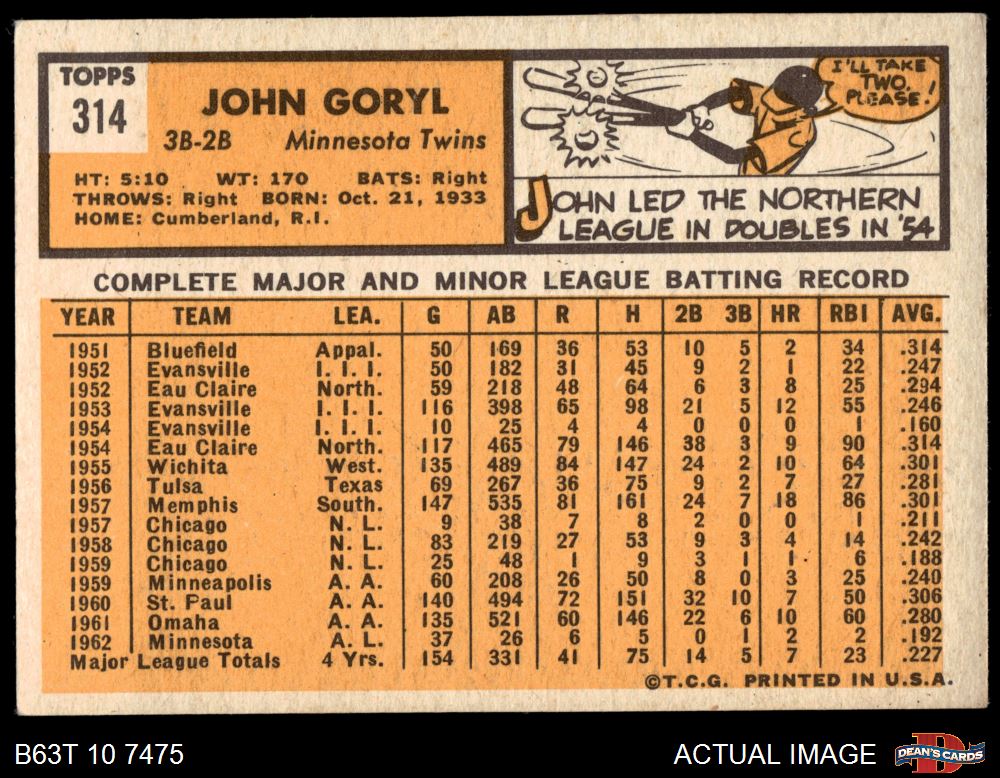 TOPPS
314
JOHN GORYL
3B-2B Minnesota Twins
HT: 5:10 WT: 170 BATS: Right
THROWS: Right BORN: Oct. 21, 1933
HOME: Cumberland, R.I.
I'LL TAKE
TWO,
PLEASE!
JOHN LED THE NORTHERN
LEAGUE IN DOUBLES IN '54
COMPLETE MAJOR AND MINOR LEAGUE BATTING RECORD
YEAR TEAM LEA. G AB R H 2B 3B HR RBI AVG.
1951 Bluefield Appal. 50 169 36 53 10 5 2 34 .314
1952 Evansville I. I. I. 50 182 31 45 9 2 1 22 .247
1952 Eau Claire North. 59 218 48 64 6 3 8 25 .294
1953 Evansville I. I. I. 116 398 65 98 21 5 12 55 .246
1954 Evansville I. I. I. 10 25 4 4 0 0 0 1 .160
1954 Eau Claire North. 117 465 79 146 38 3 9 90 .314
1955 Wichita West. 135 489 84 147 24 2 10 64 .301
1956 Tulsa Texas 69 267 36 75 9 2 7 27 .281
1957 Memphis South. 147 535 81 161 24 7 18 86 .301
1957 Chicago N. L. 9 38 7 8 2 0 0 1 .211
1958 Chicago N. L. 83 219 27 53 9 3 4 14 .242
1959 Chicago N. L. 25 48 1 9 3 1 1 6 .188
1959 Minneapolis A. A. 60 208 26 50 8 0 3 25 .240
1960 St. Paul A. A. 140 494 72 151 32 10 7 50 .306
1961 Omaha A. A. 135 521 60 146 22 6 10 60 .280
1962 Minnesota A. L. 37 26 6 5 0 1 2 2 .192
Major League Totals 4 Yrs. 154 331 41 75 14 5 7 23 .227
©T.C.G. PRINTED IN U.S.A.
B63T 10 7475 ACTUAL IMAGE DEAN'S CARDS